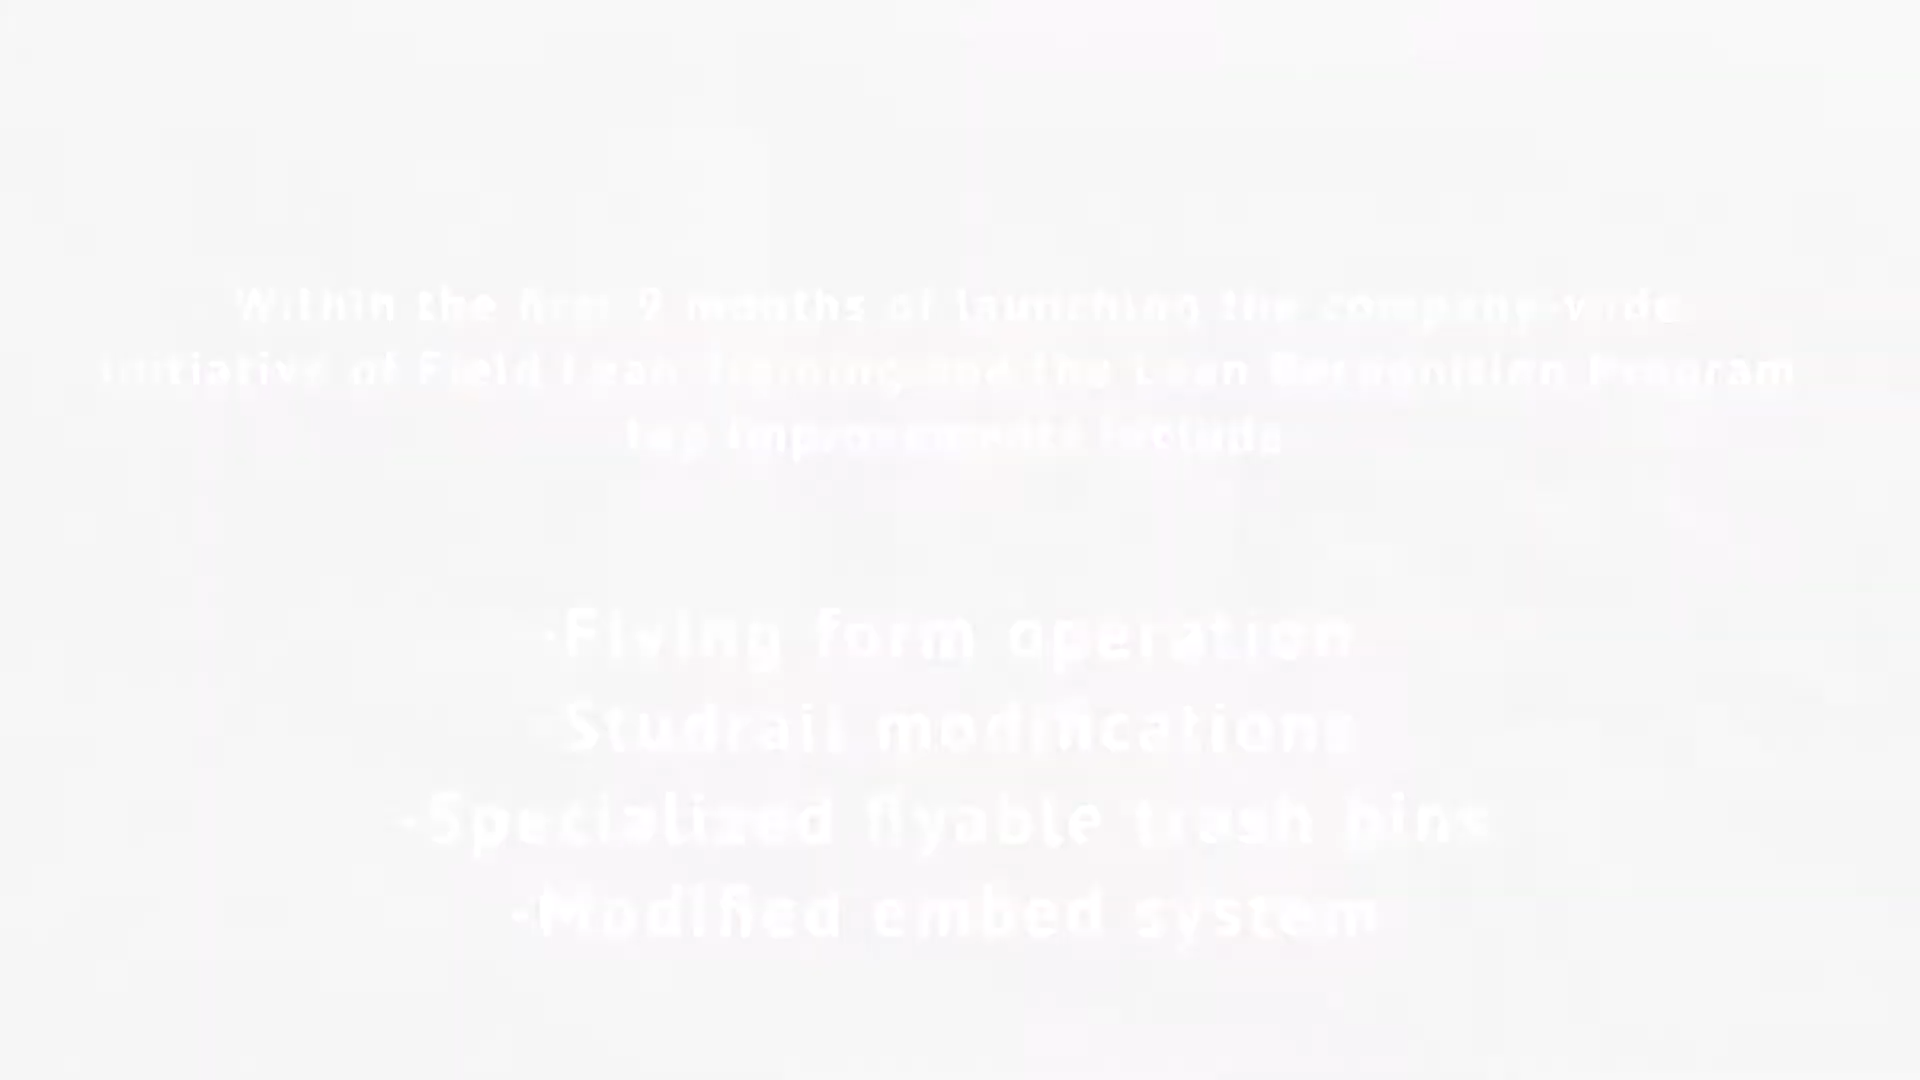 Within the first 9 months of launching the company-wide
initiative of Field Lean Training and the Lean Recognition Program
top improvements include
-Flying form operation
-Studrail modifications
-Specialized flyable trash bins
-Modified embed system